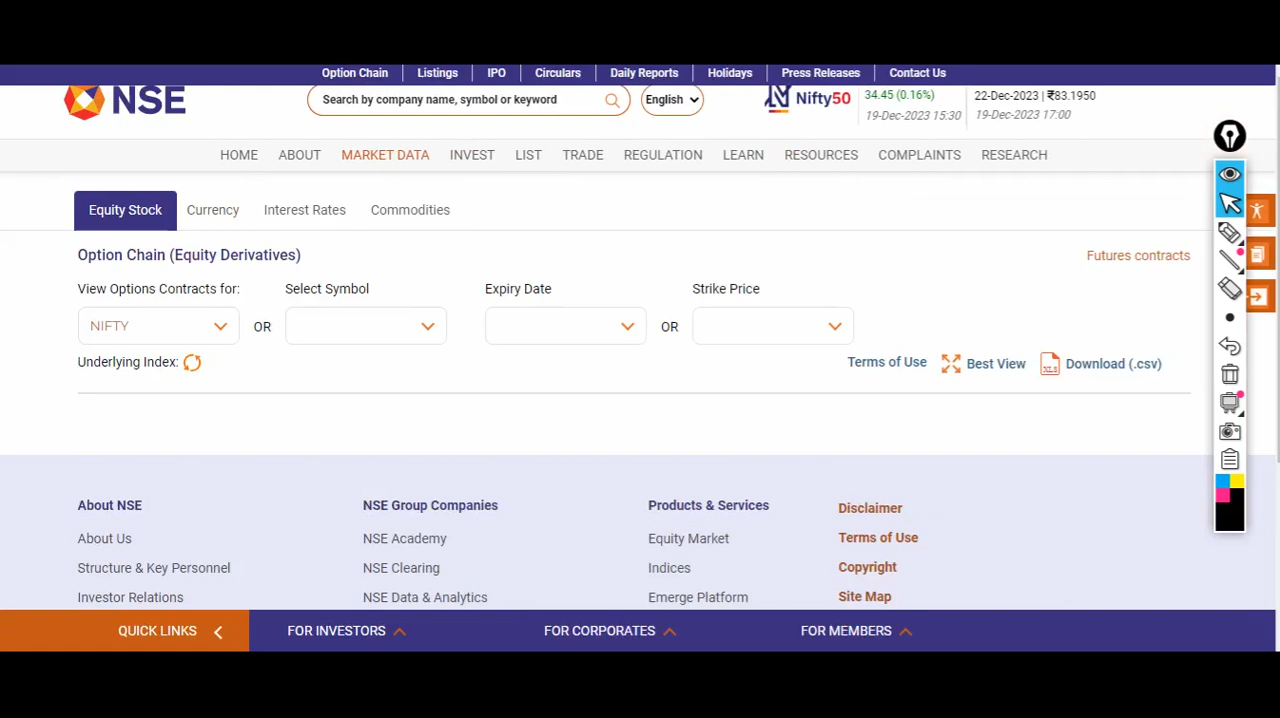 Option Chain Listings IPO Circulars Daily Reports Holidays Press Releases Contact Us
NSE Search by company name, symbol or keyword English Nifty50 34.45 (0.16%) 22-Dec-2023 | ₹83.1950
19-Dec-2023 15:30 19-Dec-2023 17:00
HOME ABOUT MARKET DATA INVEST LIST TRADE REGULATION LEARN RESOURCES COMPLAINTS RESEARCH
Equity Stock Currency Interest Rates Commodities
Option Chain (Equity Derivatives) Futures contracts
View Options Contracts for: Select Symbol Expiry Date Strike Price
NIFTY OR OR
Underlying Index: Terms of Use Best View XLS Download (.csv)
About NSE NSE Group Companies Products & Services Disclaimer
About Us NSE Academy Equity Market Terms of Use
Structure & Key Personnel NSE Clearing Indices Copyright
Investor Relations NSE Data & Analytics Emerge Platform Site Map
QUICK LINKS FOR INVESTORS FOR CORPORATES FOR MEMBERS